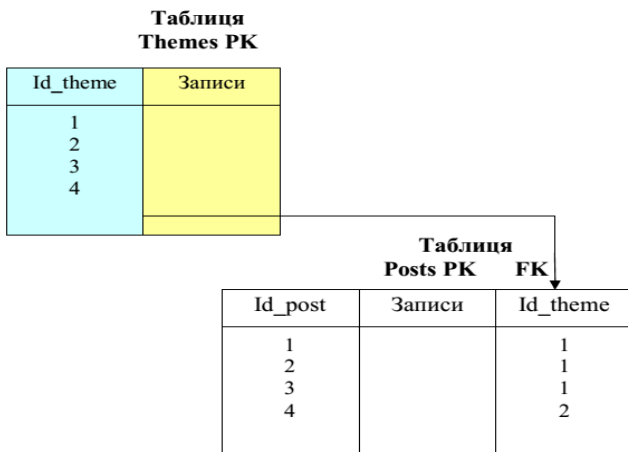 Таблиця
Themes PK
Id_theme Записи
1
2
3
4
Таблиця
Posts PK FK
Id_post Записи Id_theme
1 1
2 1
3 1
4 2